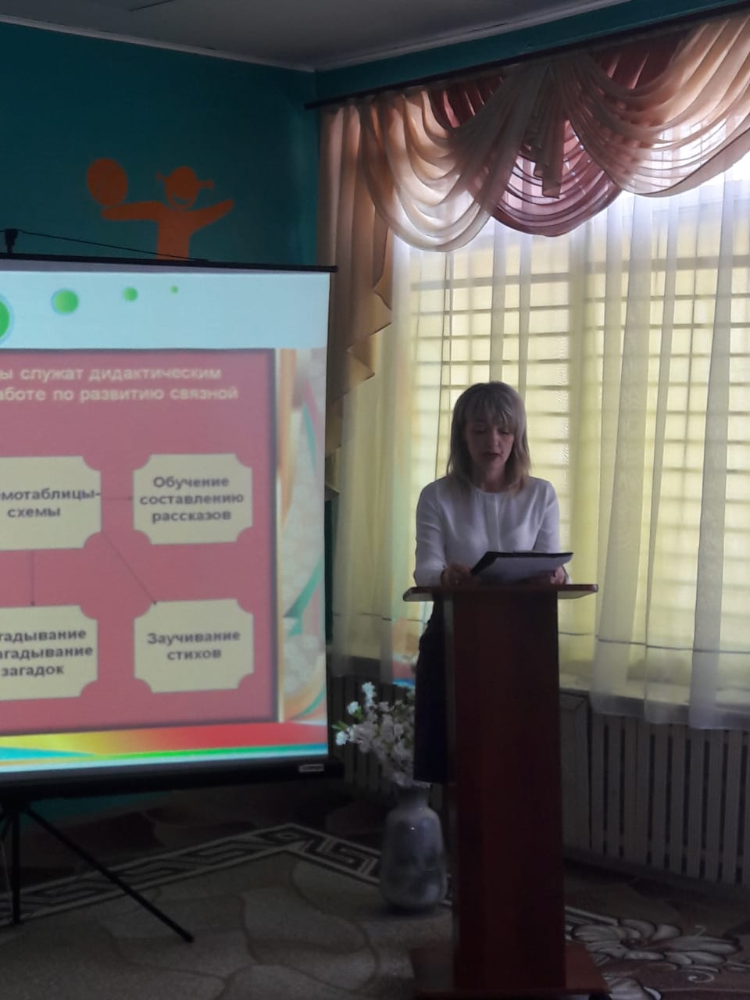 ы служат дидактическим
аботе по развитию связной
мотаблицы-
схемы
Обучение
составлению
рассказов
гадывание
агадывание
загадок
Заучивание
стихов